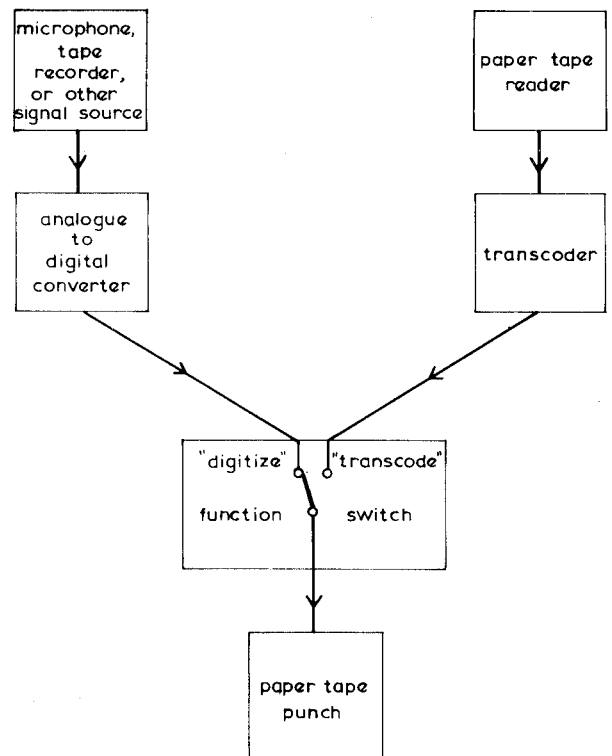 microphone,
tape
recorder,
or other
signal source
paper tape
reader
analogue
to
digital
converter
transcoder
"digitize" "transcode"
function switch
paper tape
punch